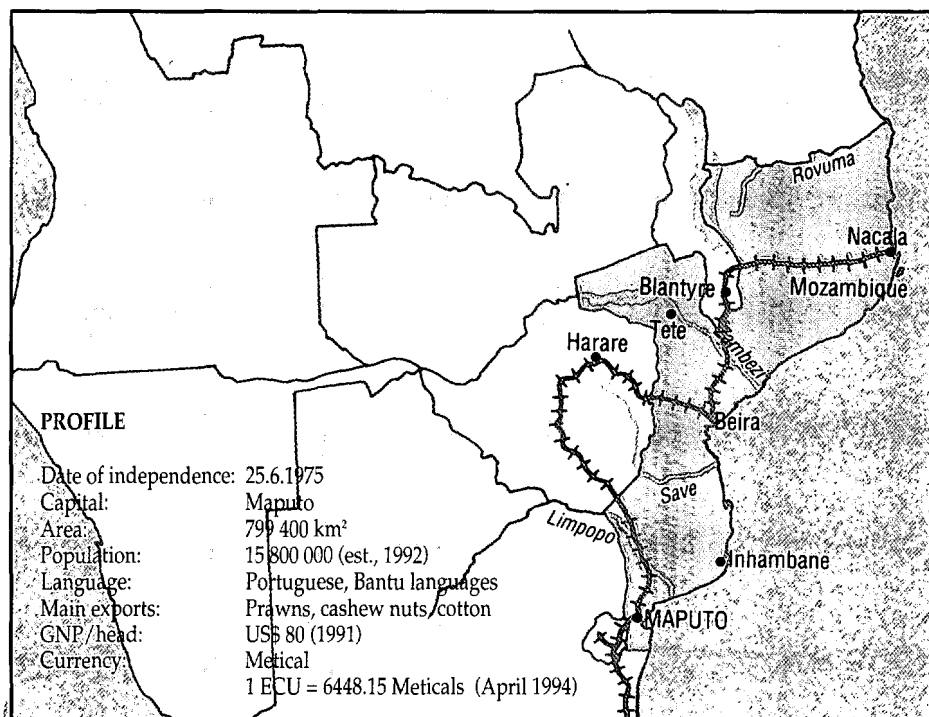 Rovuma
Nacala
Mozambique
Blantyre
Tete
Zambezi
Harare
Beira
Save
Limpopo
Inhambane
MAPUTO
PROFILE
Date of independence: 25.6.1975
Capital: Maputo
Area: 799 400 km²
Population: 15 800 000 (est., 1992)
Language: Portuguese, Bantu languages
Main exports: Prawns, cashew nuts, cotton
GNP/head: US$ 80 (1991)
Currency: Metical
1 ECU = 6448.15 Meticals (April 1994)